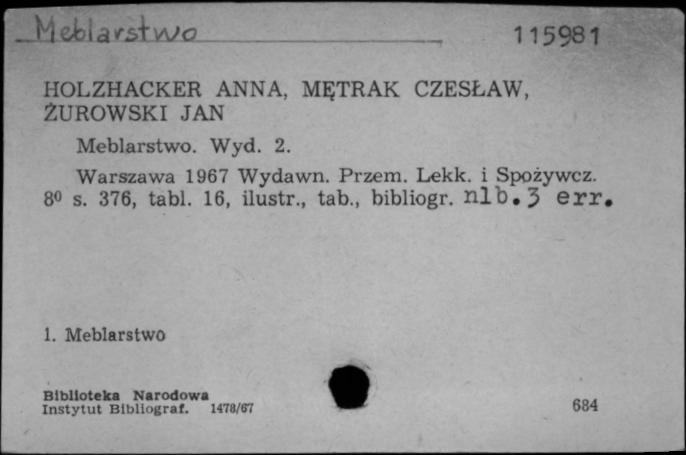 Meblarstwo 115981
HOLZHACKER ANNA, MĘTRAK CZESŁAW,
ŻUROWSKI JAN
Meblarstwo. Wyd. 2.
Warszawa 1967 Wydawn. Przem. Lekk. i Spożywcz.
8⁰ s. 376, tabl. 16, ilustr., tab., bibliogr. nlb. 3 err.
1. Meblarstwo
Biblioteka Narodowa
Instytut Bibliograf. 1478/67 684